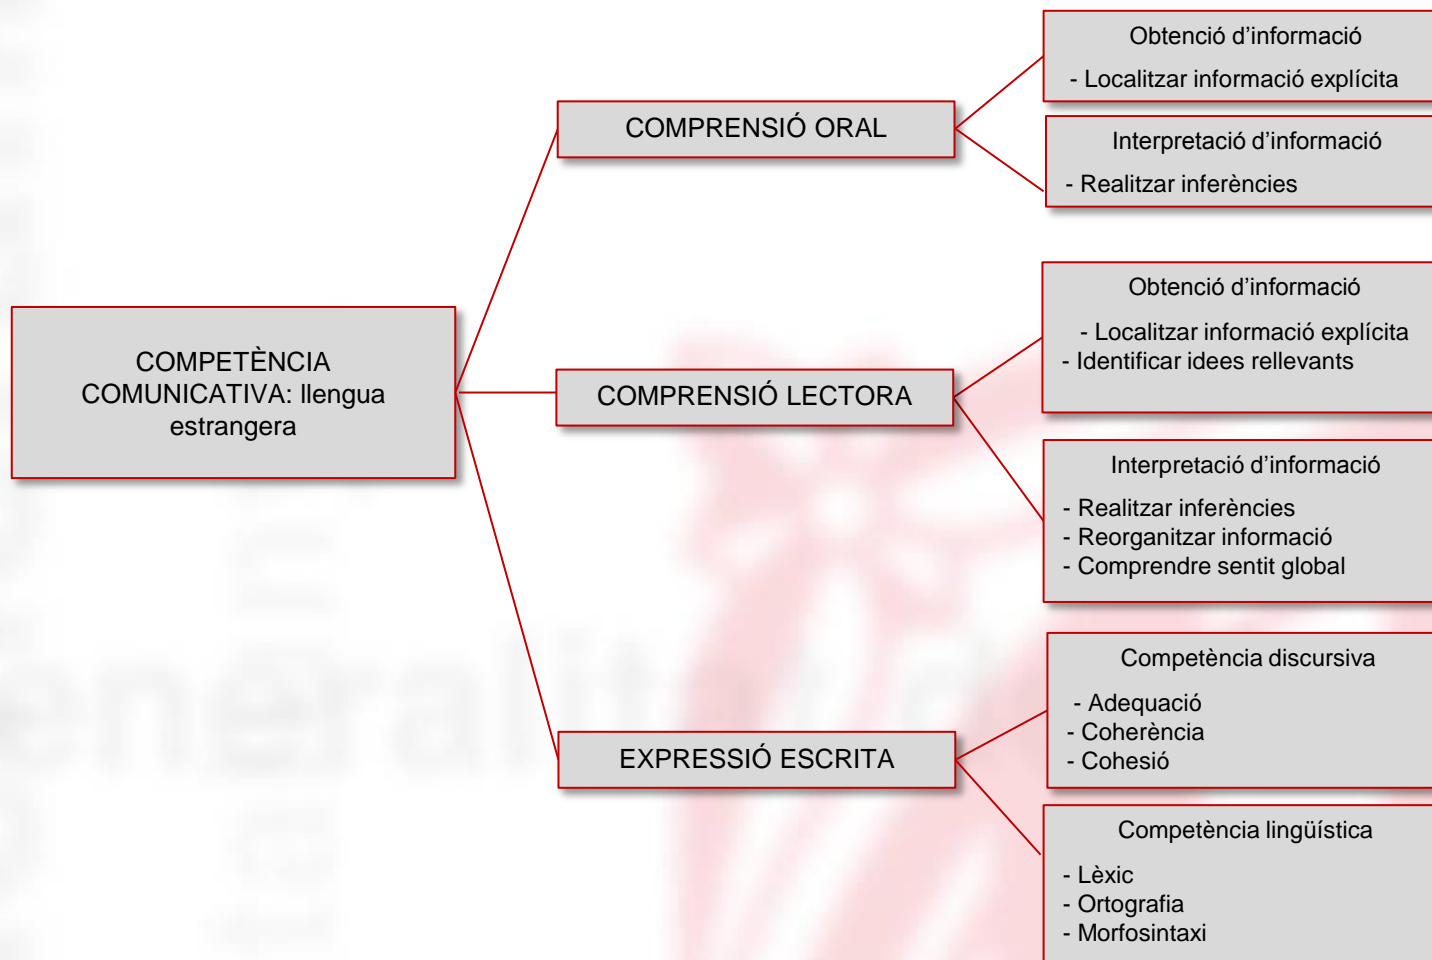 COMPETÈNCIA
COMUNICATIVA: llengua
estrangera
COMPRENSIÓ ORAL
Obtenció d’informació
- Localitzar informació explícita
Interpretació d’informació
- Realitzar inferències
COMPRENSIÓ LECTORA
Obtenció d’informació
- Localitzar informació explícita
- Identificar idees rellevants
Interpretació d’informació
- Realitzar inferències
- Reorganitzar informació
- Comprendre sentit global
EXPRESSIÓ ESCRITA
Competència discursiva
- Adequació
- Coherència
- Cohesió
Competència lingüística
- Lèxic
- Ortografia
- Morfosintaxi